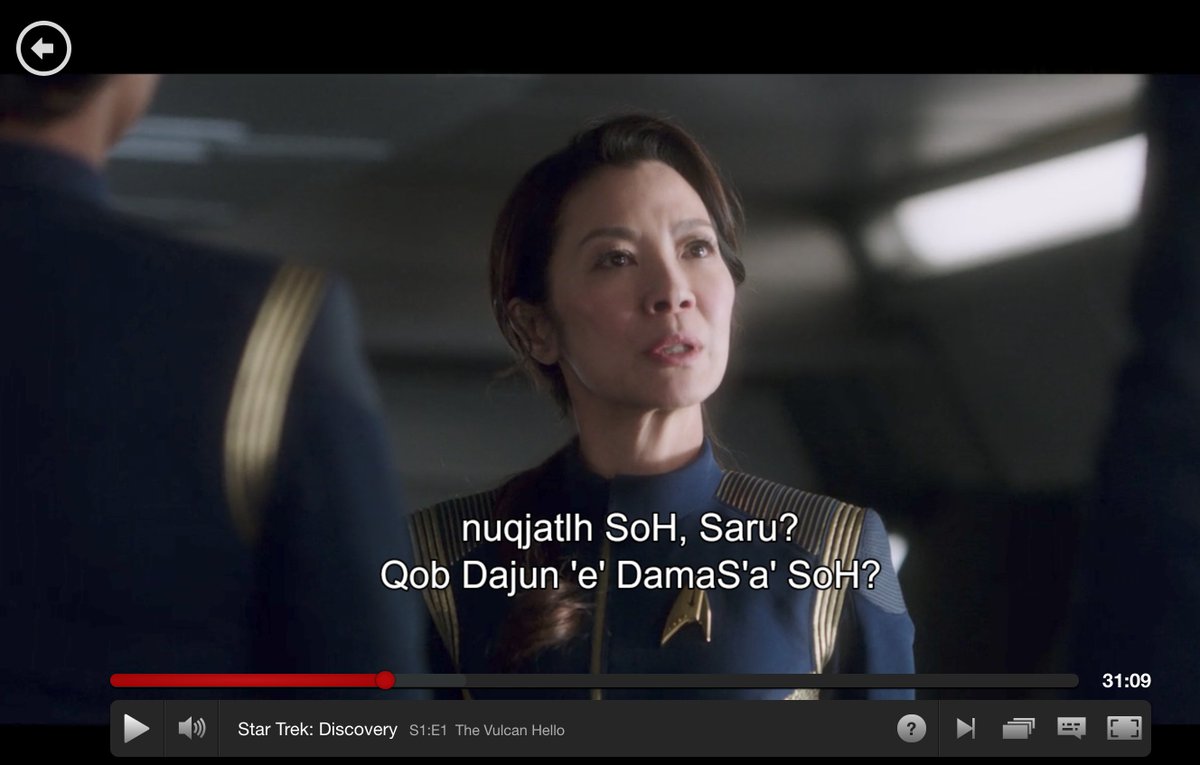 nuqjatlh SoH, Saru?
Qob Dajun 'e' DamaS'a' SoH?
31:09
Star Trek: Discovery S1:E1 The Vulcan Hello
?